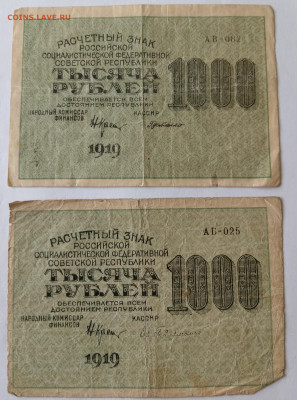 COINS.LAVE.RU
РАСЧЕТНЫЙ ЗНАК
РОССИЙСКОЙ
СОЦИАЛИСТИЧЕСКОЙ ФЕДЕРАТИВНОЙ
СОВЕТСКОЙ РЕСПУБЛИКИ
ТЫСЯЧА
РУБЛЕЙ
ОБЕСПЕЧИВАЕТСЯ ВСЕМ
ДОСТОЯНИЕМ РЕСПУБЛИКИ
НАРОДНЫЙ КОМИССАР
ФИНАНСОВ
КАССИР
1919
АБ-082
1000
РАСЧЕТНЫЙ ЗНАК
РОССИЙСКОЙ
СОЦИАЛИСТИЧЕСКОЙ ФЕДЕРАТИВНОЙ
СОВЕТСКОЙ РЕСПУБЛИКИ
ТЫСЯЧА
РУБЛЕЙ
ОБЕСПЕЧИВАЕТСЯ ВСЕМ
ДОСТОЯНИЕМ РЕСПУБЛИКИ
НАРОДНЫЙ КОМИССАР
ФИНАНСОВ
КАССИР
1919
АБ-025
1000